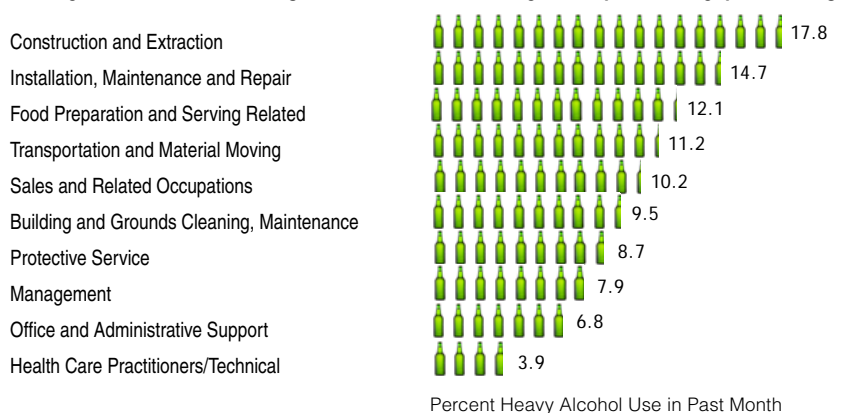 Construction and Extraction 17.8
Installation, Maintenance and Repair 14.7
Food Preparation and Serving Related 12.1
Transportation and Material Moving 11.2
Sales and Related Occupations 10.2
Building and Grounds Cleaning, Maintenance 9.5
Protective Service 8.7
Management 7.9
Office and Administrative Support 6.8
Health Care Practitioners/Technical 3.9
Percent Heavy Alcohol Use in Past Month